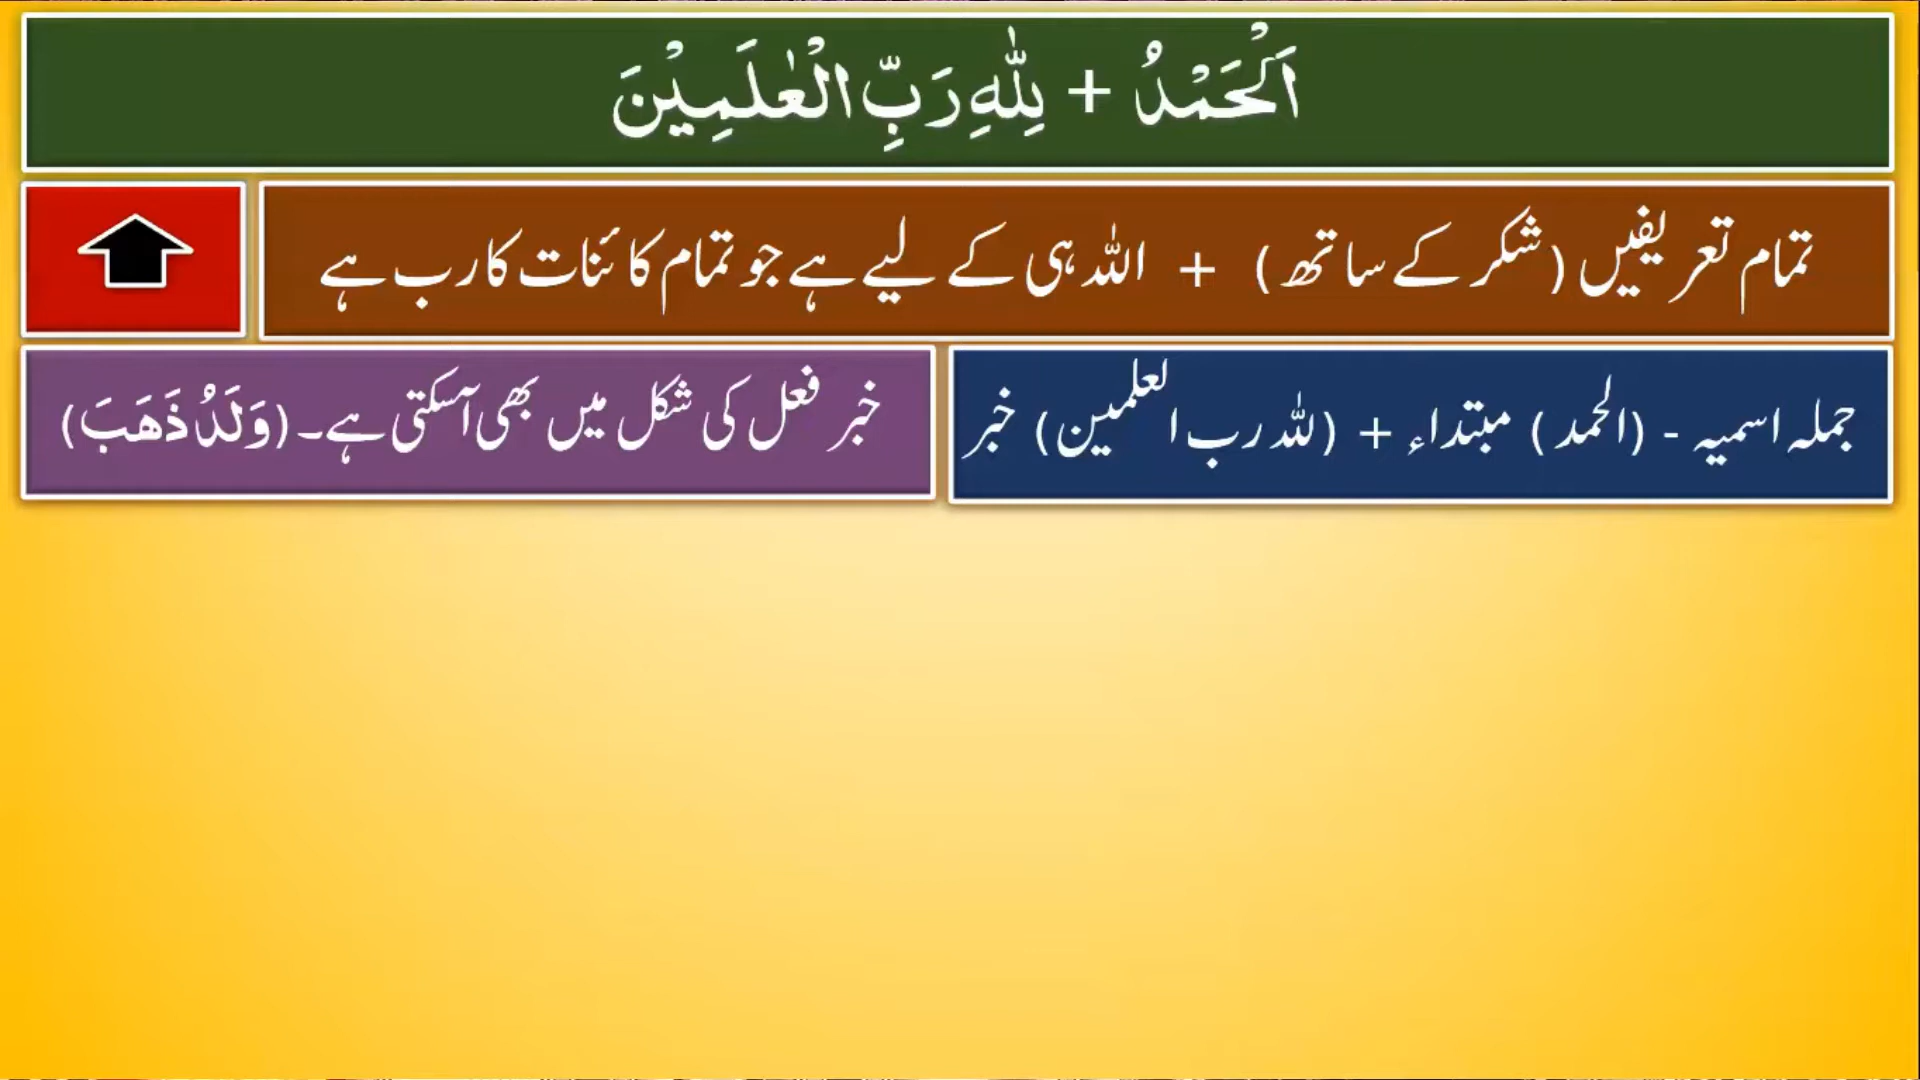 اَلْحَمْدُ + لِلّٰهِ رَبِّ الْعٰلَمِيْنَ
تمام تعریفیں (شکر کے ساتھ) + اللہ ہی کے لیے ہے جو تمام کائنات کا رب ہے
جملہ اسمیہ - (الحمد) مبتداء + (للہ رب العلمین) خبر
خبر فعل کی شکل میں بھی آسکتی ہے۔ (وَلَدُ ذَهَبَ)